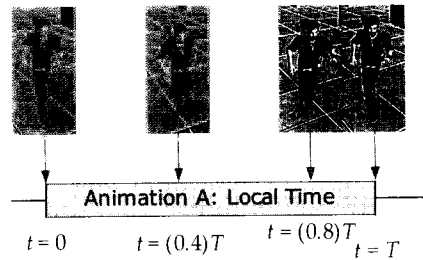 Animation A: Local Time
t = 0
t = (0.4)T
t = (0.8)T
t = T